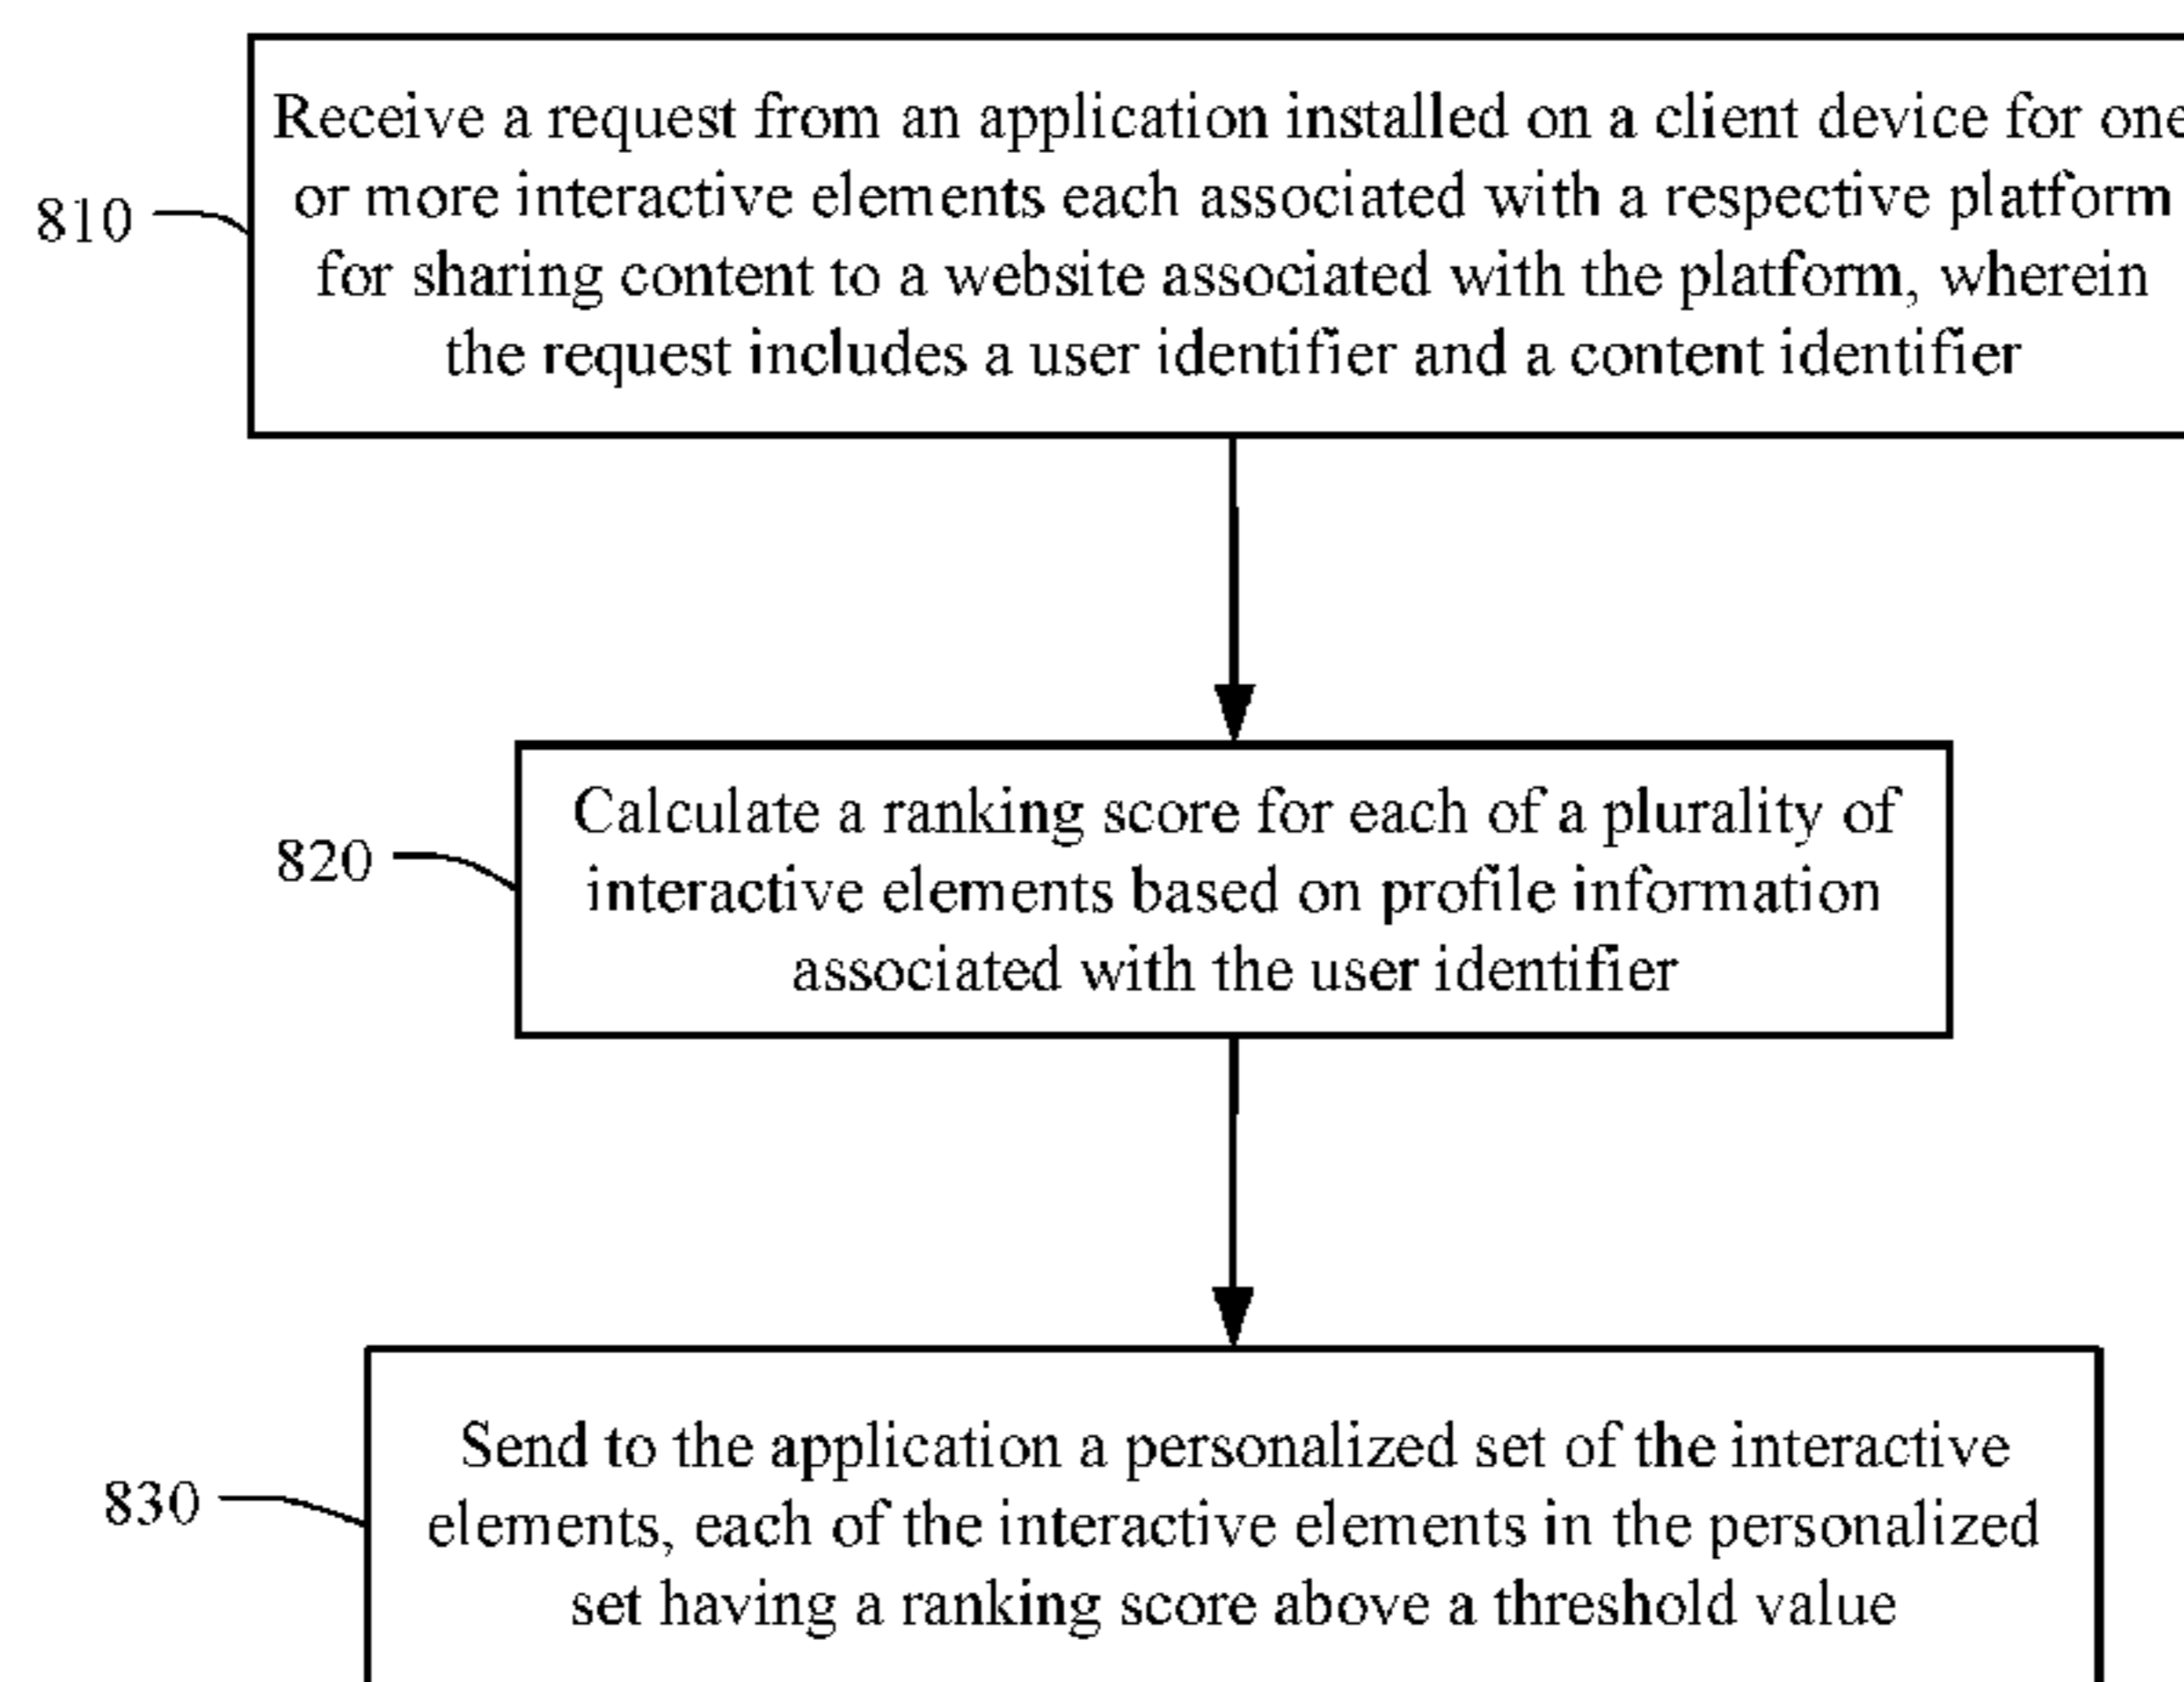 Receive a request from an application installed on a client device for one
or more interactive elements each associated with a respective platform
810
for sharing content to a website associated with the platform, wherein
the request includes a user identifier and a content identifier
Calculate a ranking score for each of a plurality of
820
interactive elements based on profile information
associated with the user identifier
Send to the application a personalized set of the interactive
830
elements, each of the interactive elements in the personalized
set having a ranking score above a threshold value